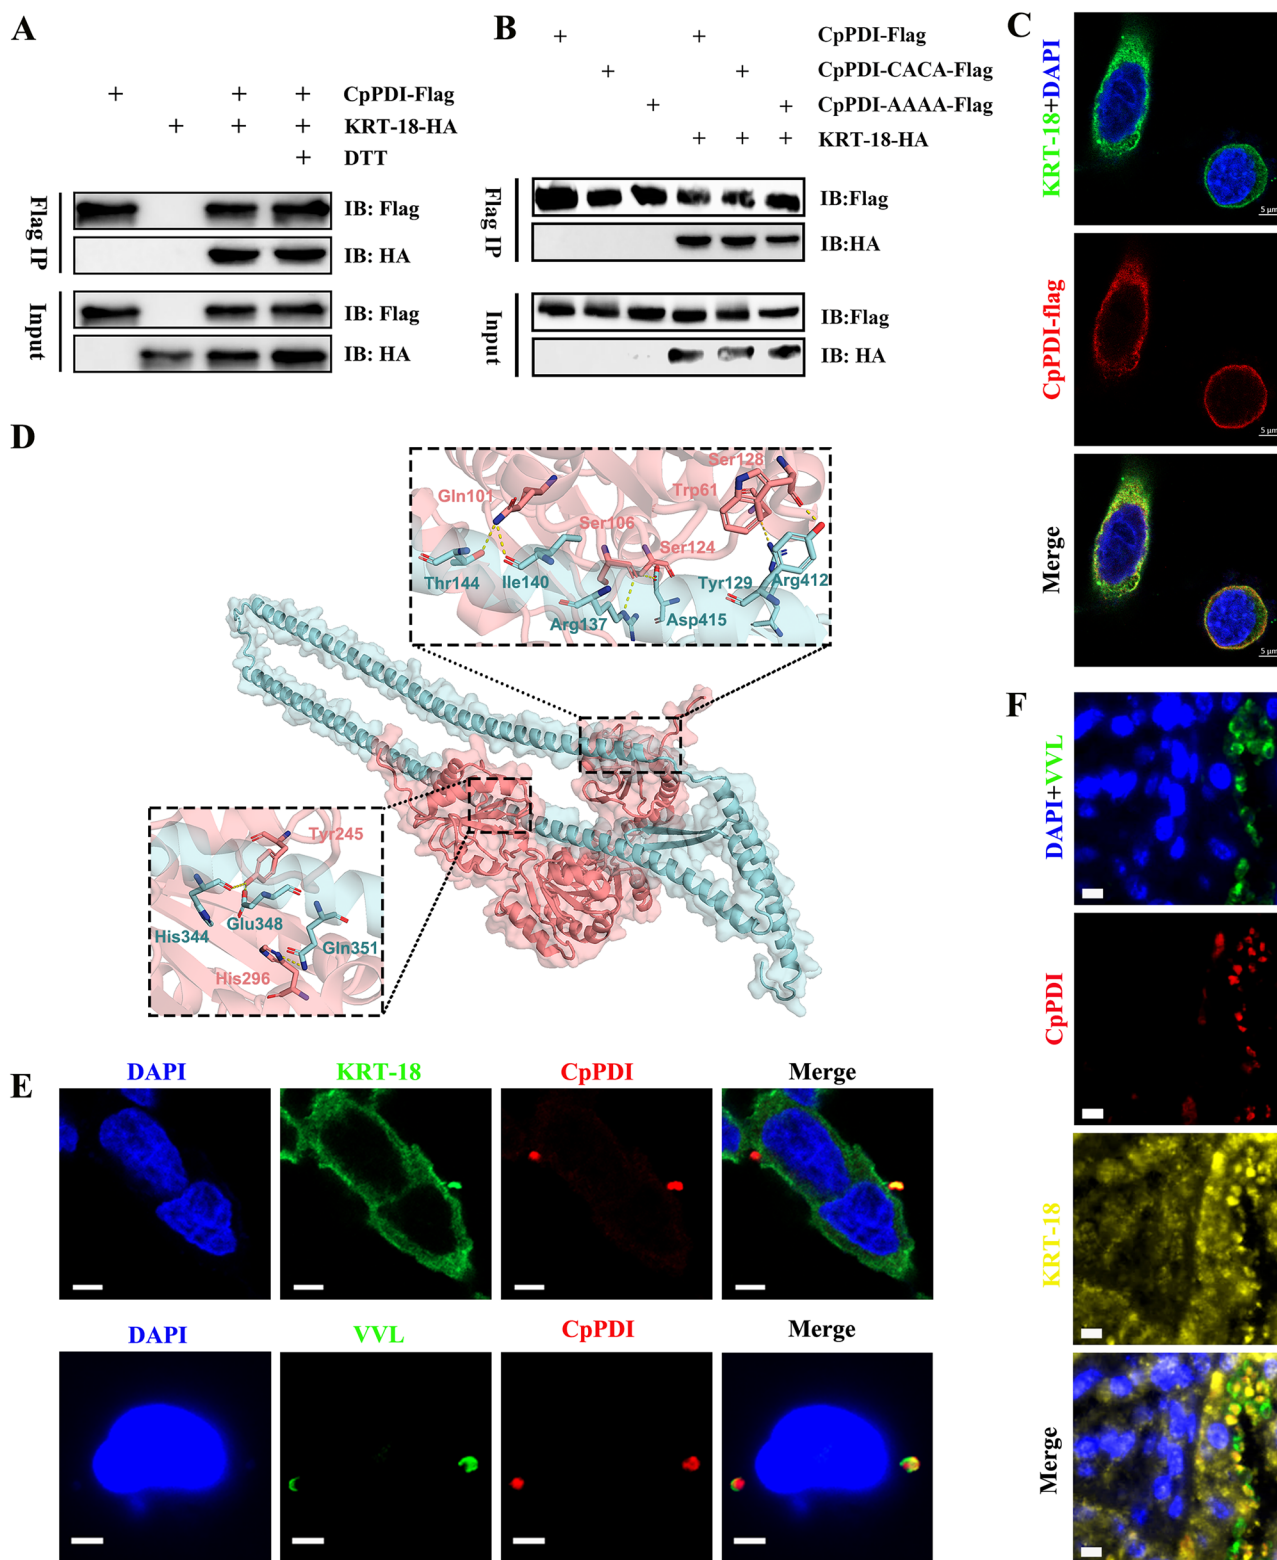 A
+ + + CpPDI-Flag
+ + + KRT-18-HA
+ DTT
Flag IP
IB: Flag
IB: HA
Input
IB: Flag
IB: HA
B
+ + CpPDI-Flag
+ + CpPDI-CACA-Flag
+ + CpPDI-AAAA-Flag
+ + + KRT-18-HA
Flag IP
IB:Flag
IB:HA
Input
IB:Flag
IB: HA
C
KRT-18+DAPI
5 μm
CpPDI-flag
5 μm
Merge
5 μm
D
Ser128
Gln101
Trp61
Ser106
Ser124
Thr144
Ile140
Tyr129
Arg412
Arg137
Asp415
Tyr245
Glu348
His344
Gln351
His296
E
DAPI
KRT-18
CpPDI
Merge
DAPI
VVL
CpPDI
Merge
F
DAPI+VVL
CpPDI
KRT-18
Merge